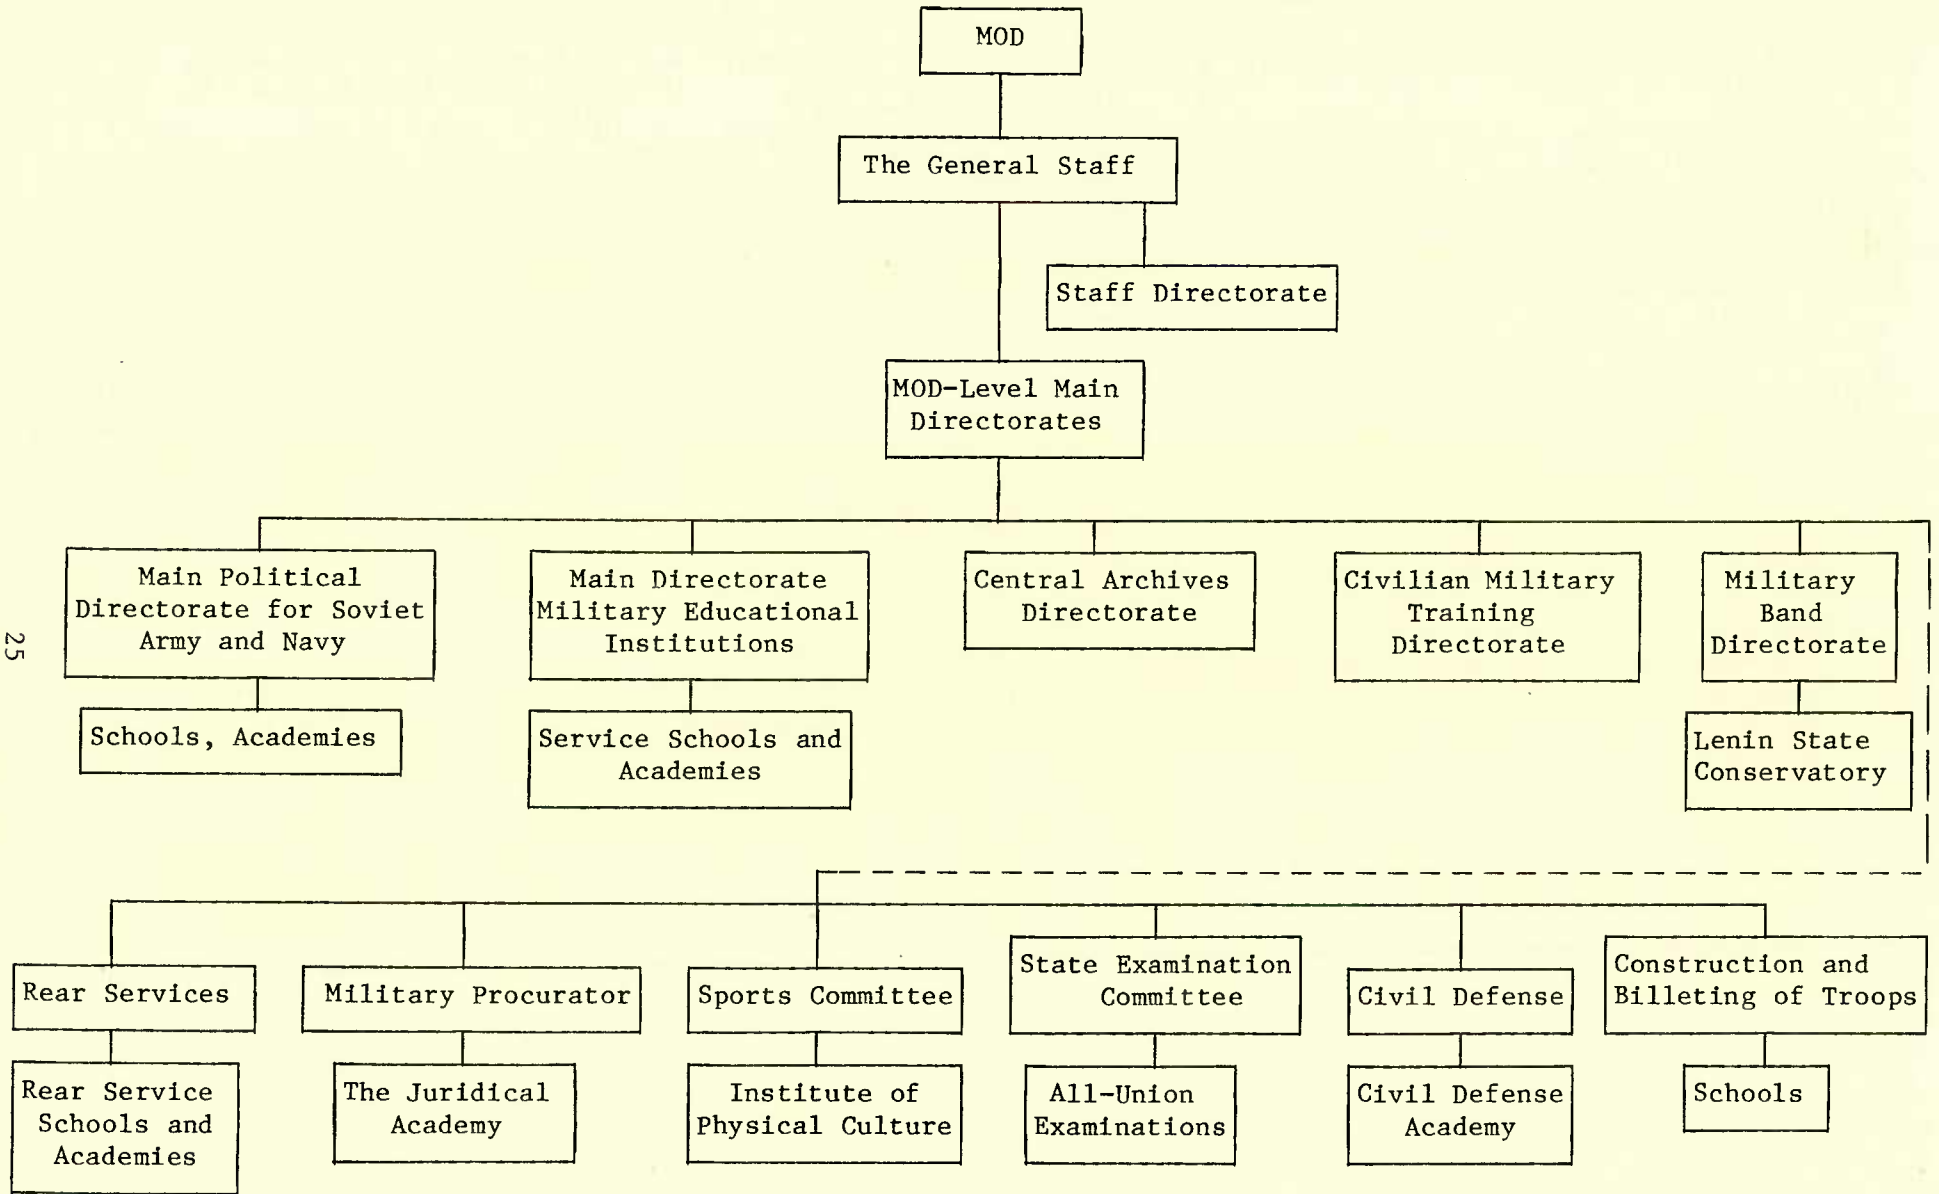 MOD
The General Staff
Staff Directorate
MOD-Level Main
Directorates
Main Political
Directorate for Soviet
Army and Navy
Main Directorate
Military Educational
Institutions
Central Archives
Directorate
Civilian Military
Training
Directorate
Military
Band
Directorate
Schools, Academies
Service Schools and
Academies
Lenin State
Conservatory
25
Rear Services
Military Procurator
Sports Committee
State Examination
Committee
Civil Defense
Construction and
Billeting of Troops
Rear Service
Schools and
Academies
The Juridical
Academy
Institute of
Physical Culture
All-Union
Examinations
Civil Defense
Academy
Schools